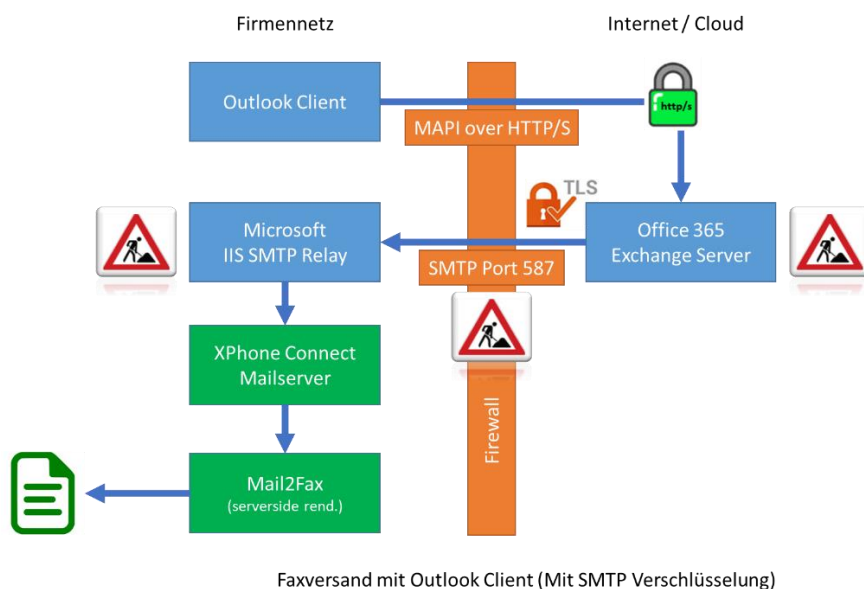 Firmennetz
Internet / Cloud
Outlook Client
http/s
MAPI over HTTP/S
TLS
Microsoft
IIS SMTP Relay
Office 365
Exchange Server
SMTP Port 587
XPhone Connect
Mailserver
Firewall
Mail2Fax
(serverside rend.)
Faxversand mit Outlook Client (Mit SMTP Verschlüsselung)